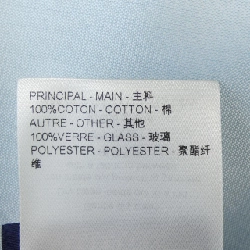 PRINCIPAL - MAIN - 主料
100%COTON - COTTON - 棉
AUTRE - OTHER - 其他
100%VERRE - GLASS - 玻璃
POLYESTER - POLYESTER - 聚酯纤
维